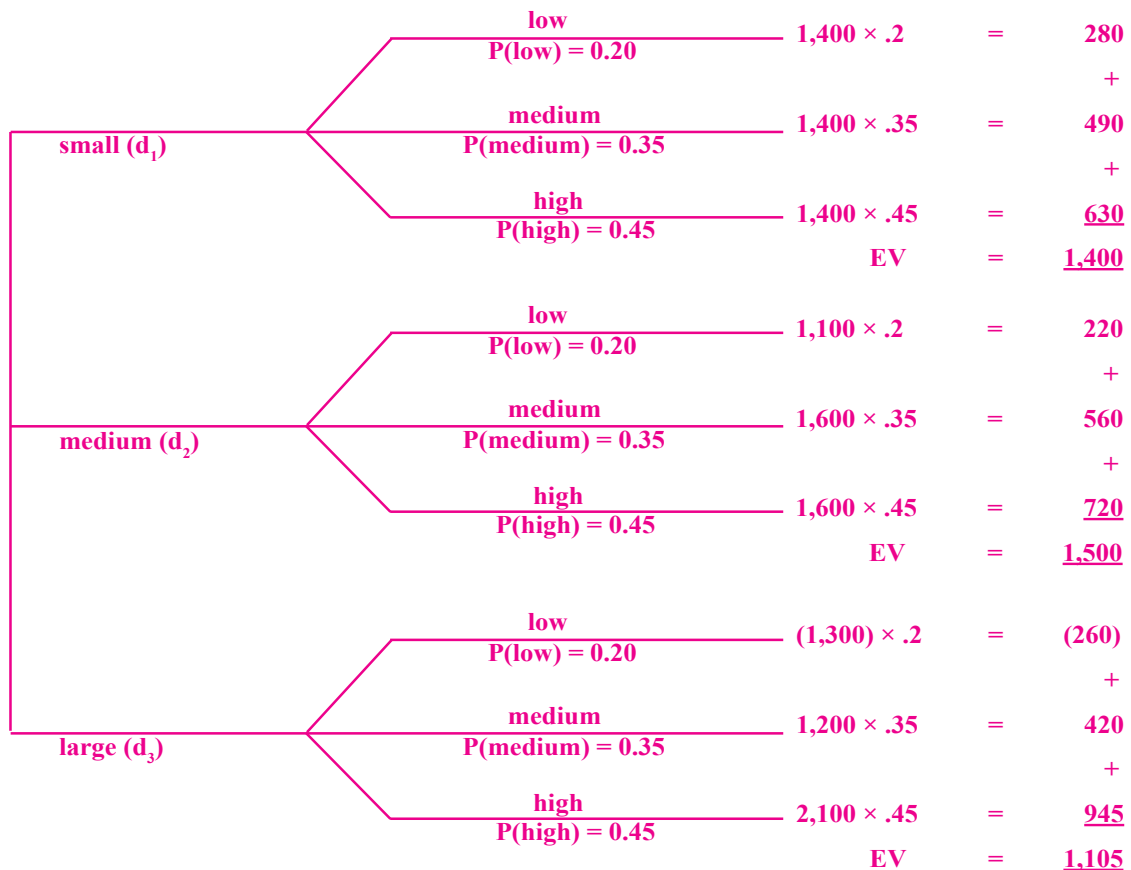 low
P(low) = 0.20
1,400 × .2 = 280
+
small (d₁)
medium
P(medium) = 0.35
1,400 × .35 = 490
+
high
P(high) = 0.45
1,400 × .45 = 630
EV = 1,400
low
P(low) = 0.20
1,100 × .2 = 220
+
medium (d₂)
medium
P(medium) = 0.35
1,600 × .35 = 560
+
high
P(high) = 0.45
1,600 × .45 = 720
EV = 1,500
low
P(low) = 0.20
(1,300) × .2 = (260)
+
large (d₃)
medium
P(medium) = 0.35
1,200 × .35 = 420
+
high
P(high) = 0.45
2,100 × .45 = 945
EV = 1,105